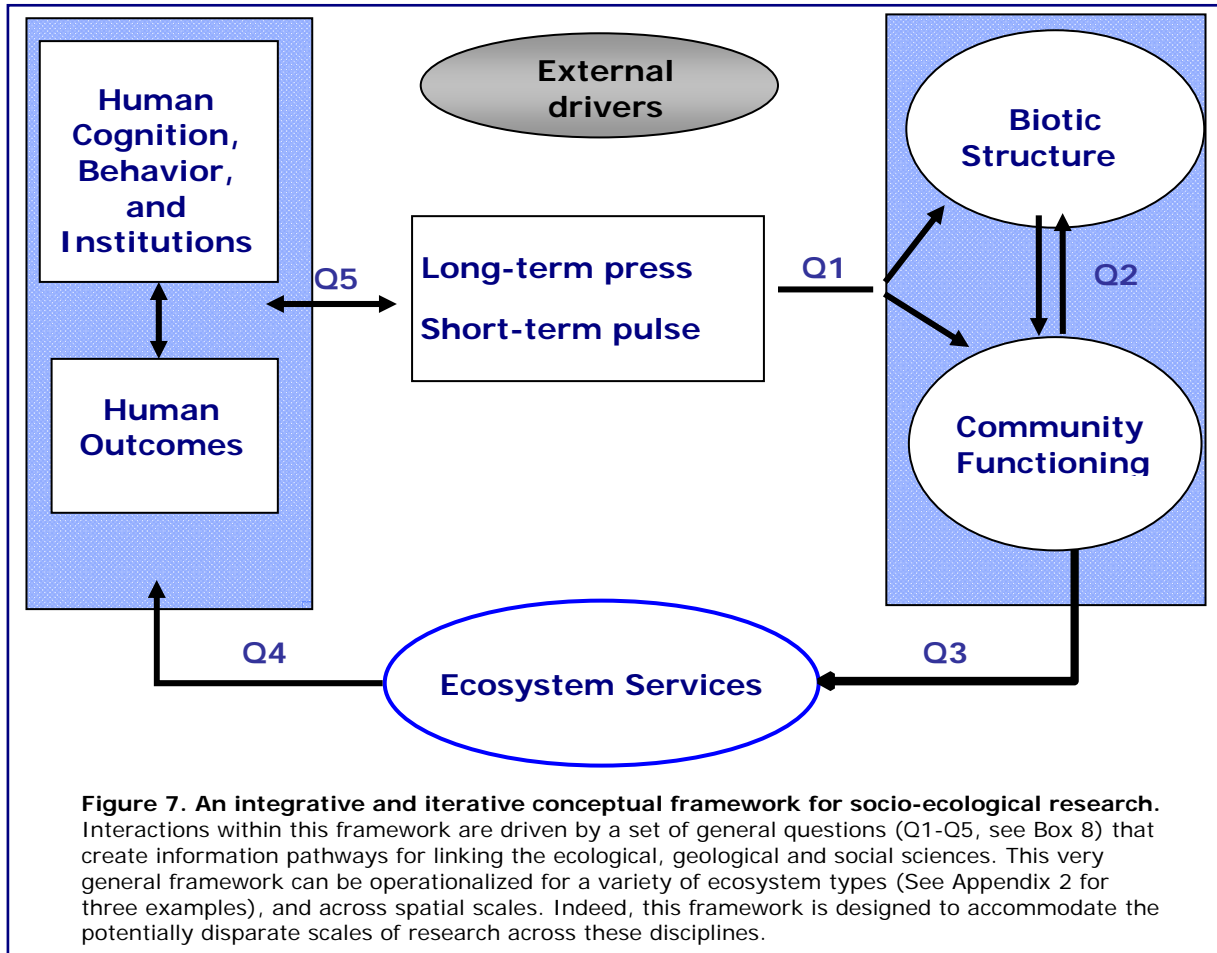 Human
Cognition,
Behavior,
and
Institutions
External
drivers
Biotic
Structure
Q5
Long-term press
Short-term pulse
Q1
Q2
Human
Outcomes
Community
Functioning
Q4
Ecosystem Services
Q3
Figure 7. An integrative and iterative conceptual framework for socio-ecological research.
Interactions within this framework are driven by a set of general questions (Q1-Q5, see Box 8) that
create information pathways for linking the ecological, geological and social sciences. This very
general framework can be operationalized for a variety of ecosystem types (See Appendix 2 for
three examples), and across spatial scales. Indeed, this framework is designed to accommodate the
potentially disparate scales of research across these disciplines.